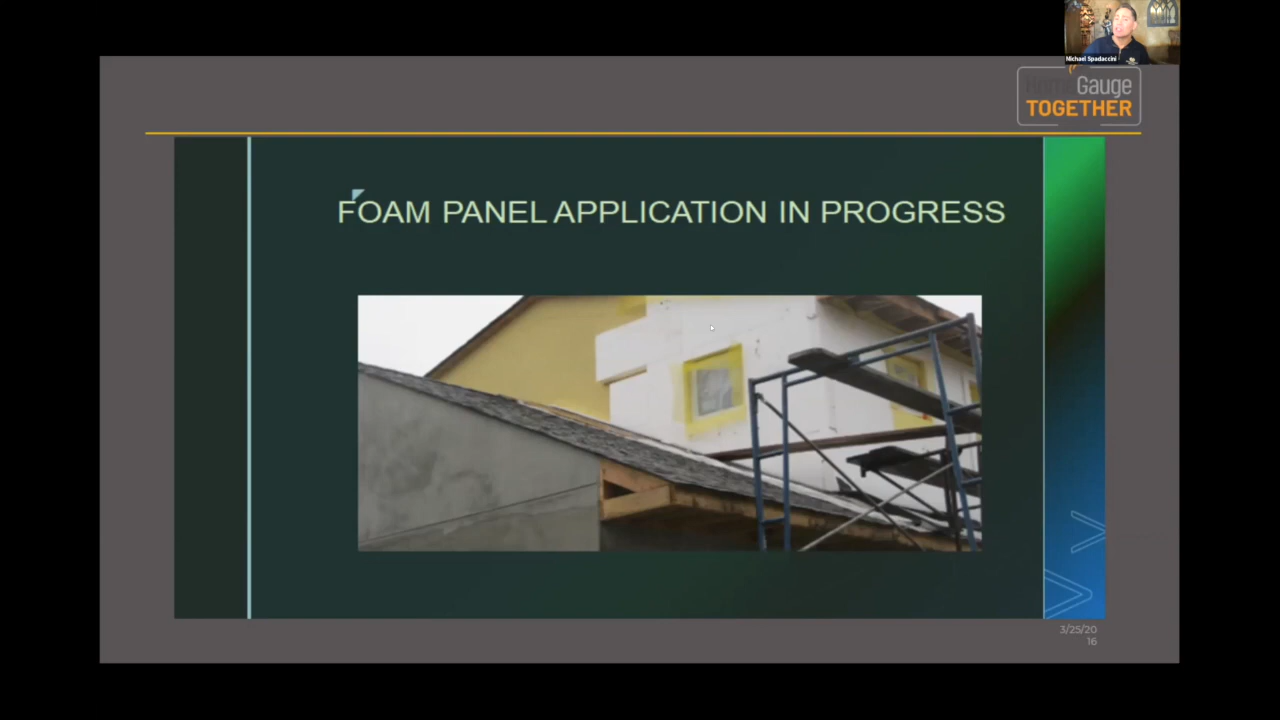 Michael Spadaccini
Gauge
TOGETHER
FOAM PANEL APPLICATION IN PROGRESS
3/25/20
16